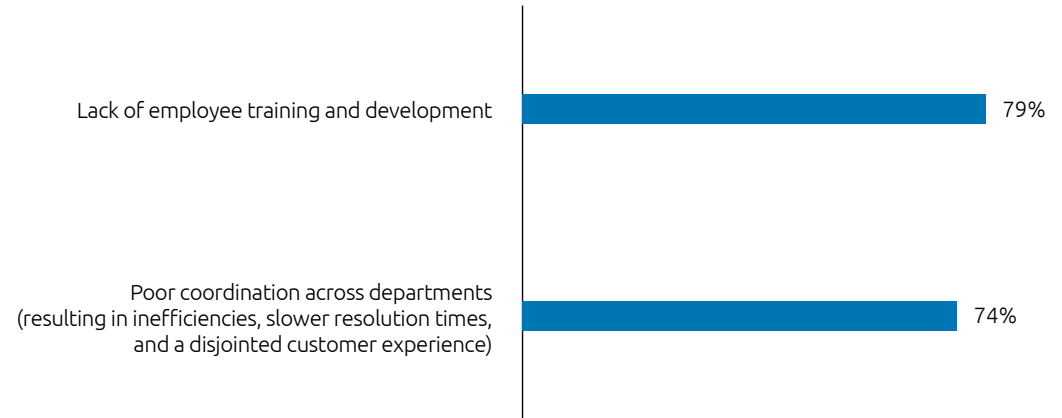 Lack of employee training and development
79%
Poor coordination across departments
(resulting in inefficiencies, slower resolution times,
and a disjointed customer experience)
74%